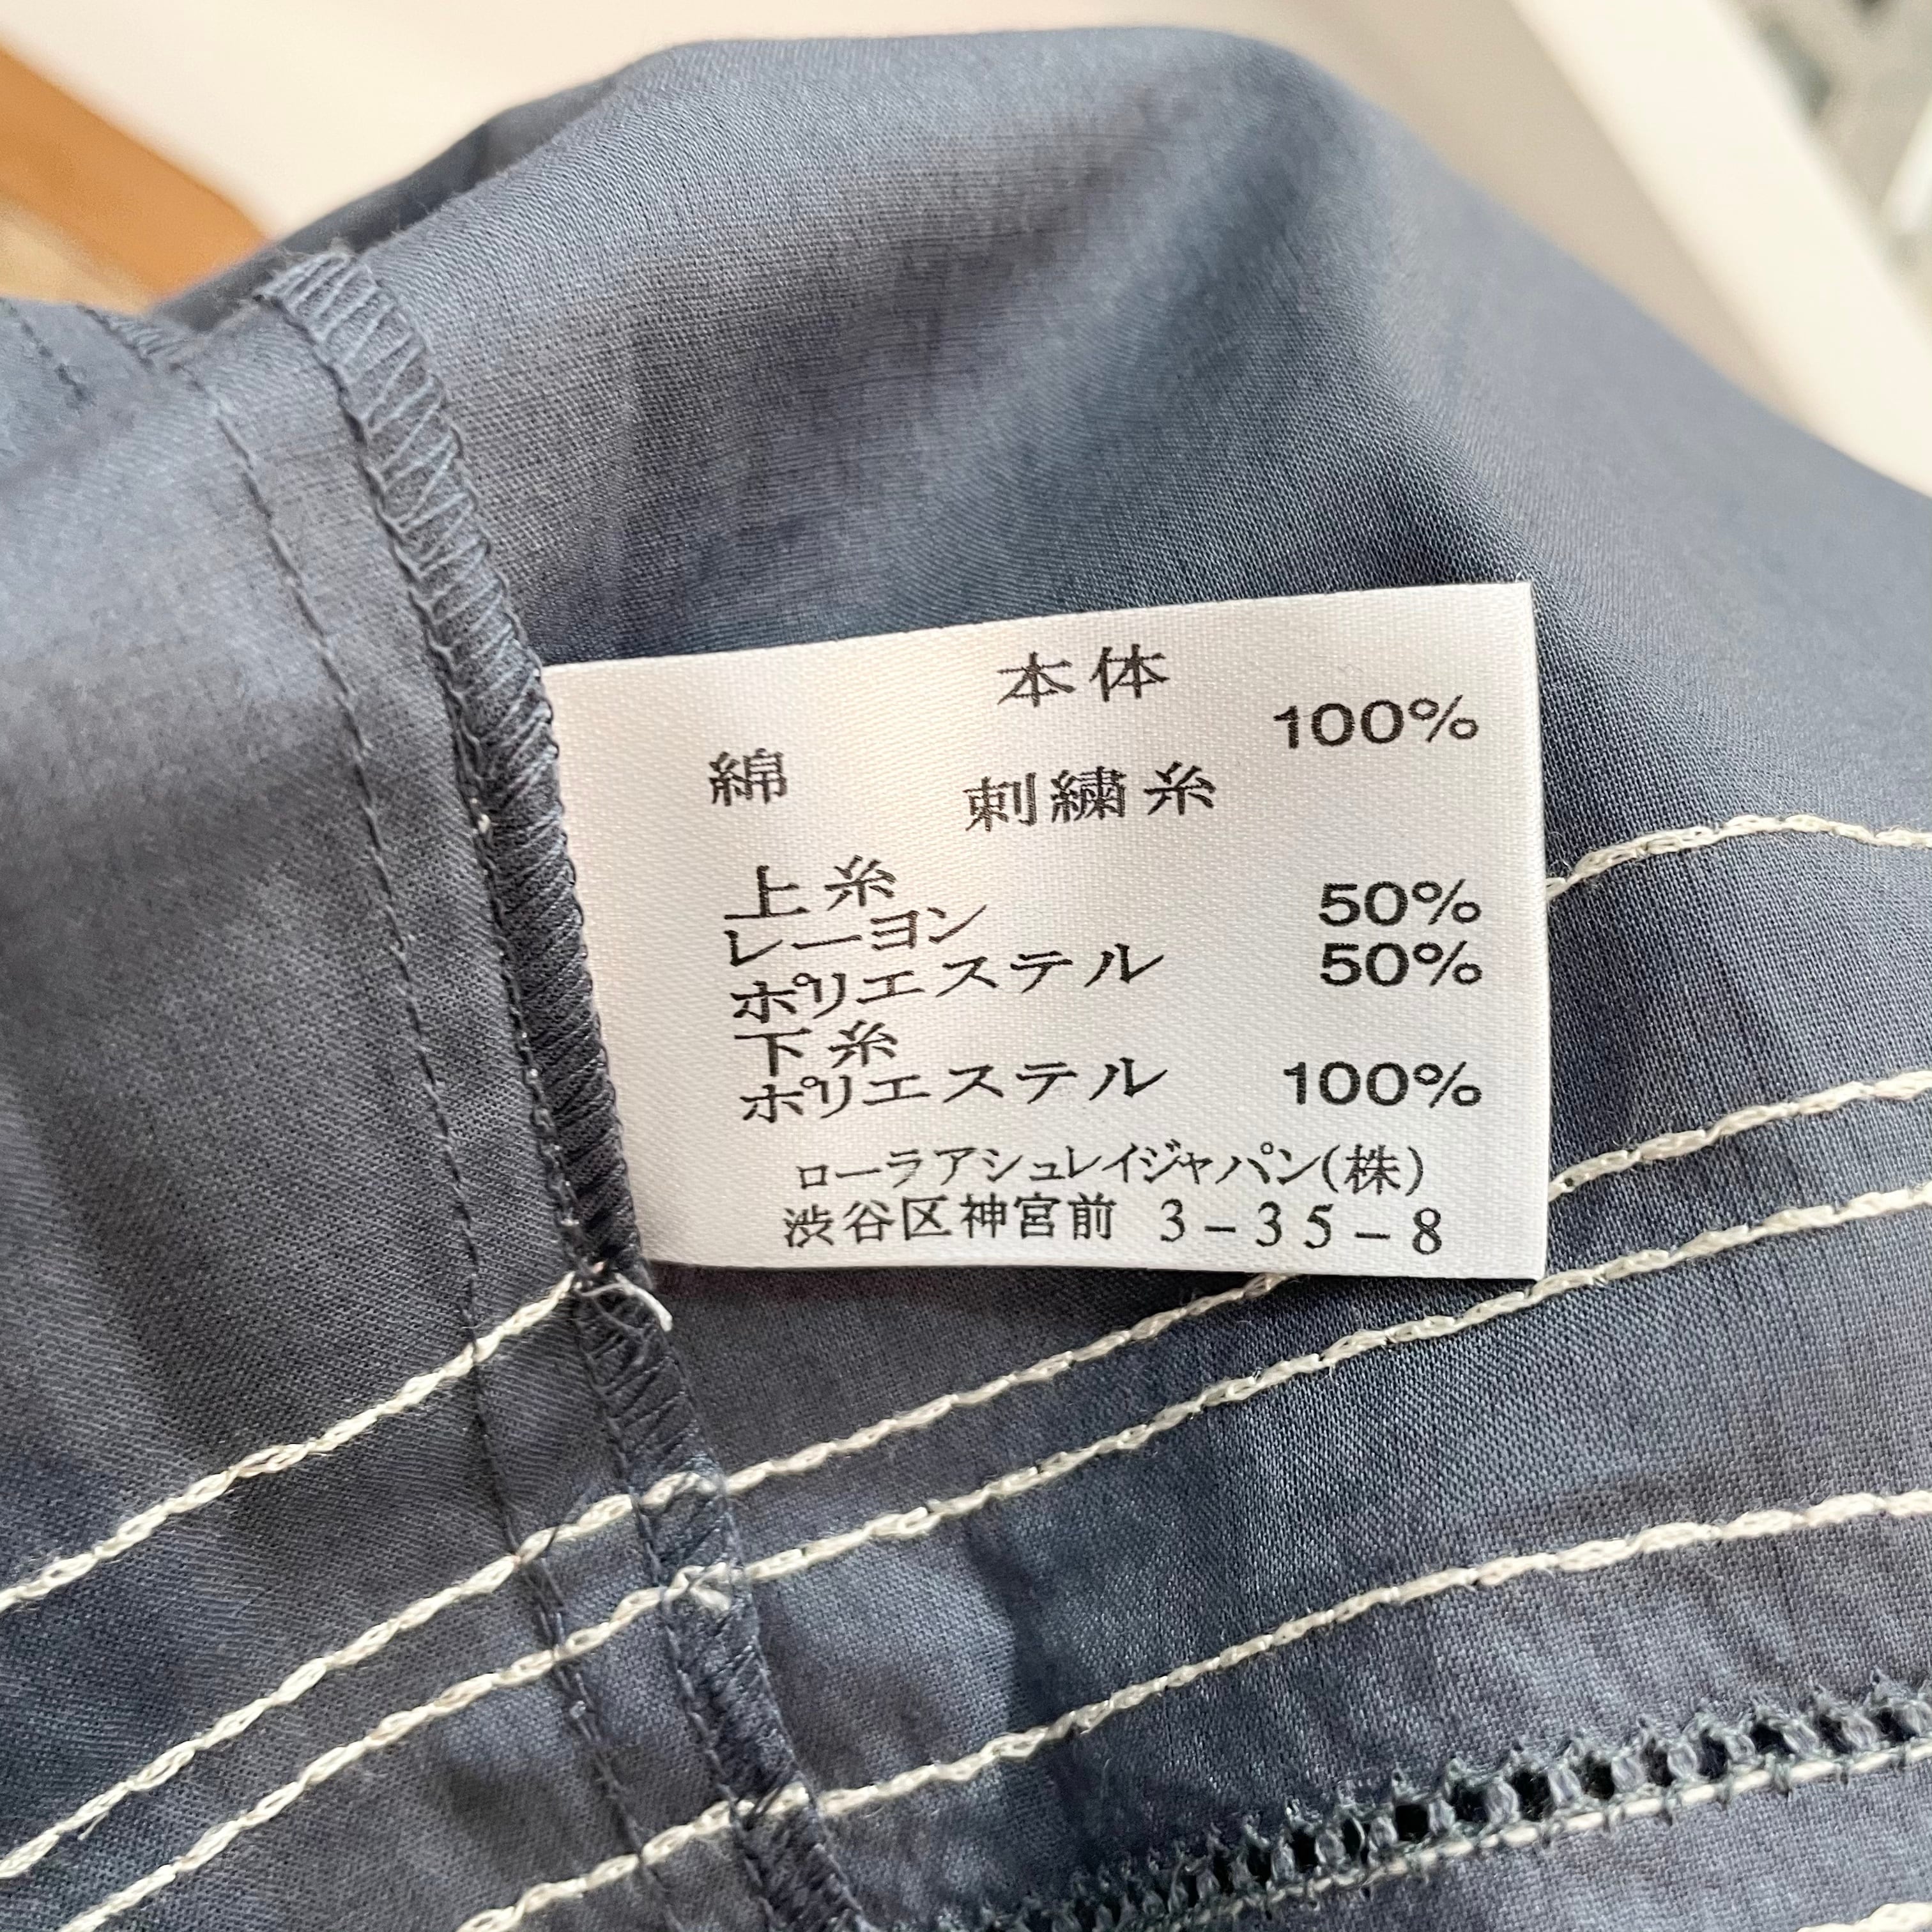 本体
綿 100%
刺繍糸
上糸
レーヨン 50%
ポリエステル 50%
下糸
ポリエステル 100%
ローラアシュレイジャパン(株)
渋谷区神宮前 3-35-8